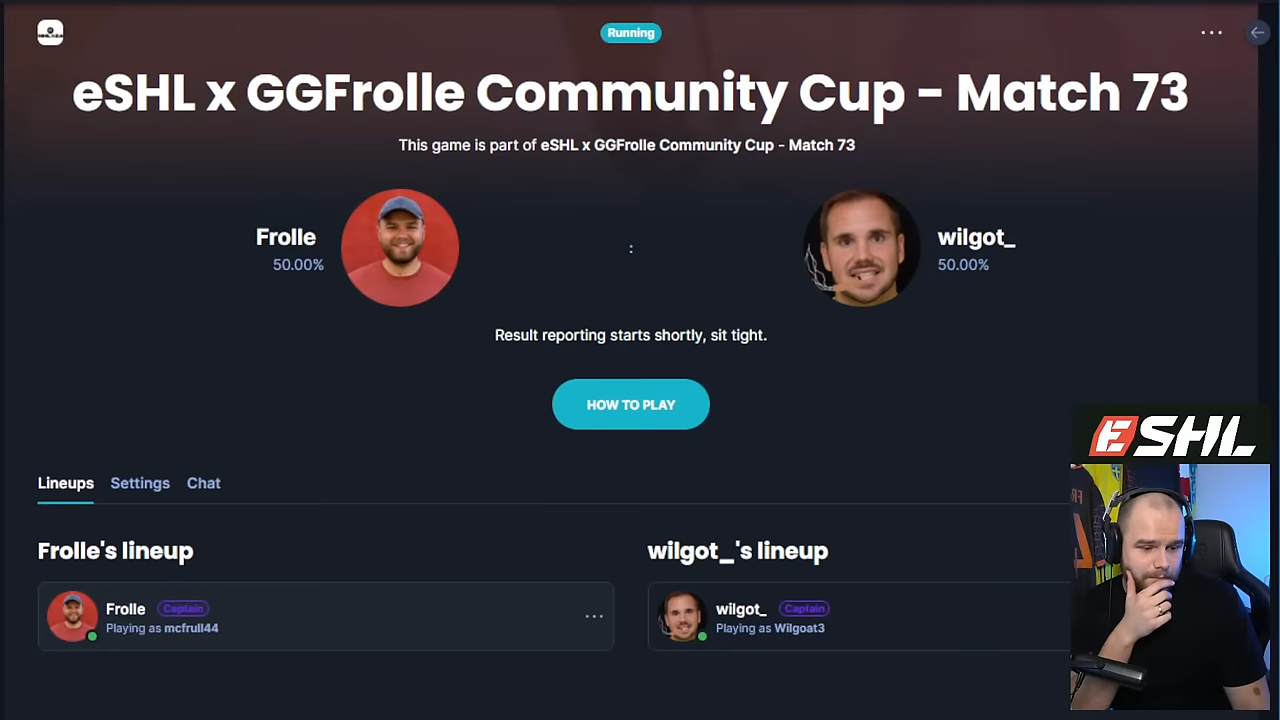 Running
eSHL x GGFrolle Community Cup - Match 73
This game is part of eSHL x GGFrolle Community Cup - Match 73
Frolle
50.00%
:
wilgot_
50.00%
Result reporting starts shortly, sit tight.
HOW TO PLAY
ESHL
Lineups Settings Chat
Frolle's lineup
Frolle Captain
Playing as mcfrull44
wilgot_'s lineup
wilgot_ Captain
Playing as Wilgoat3